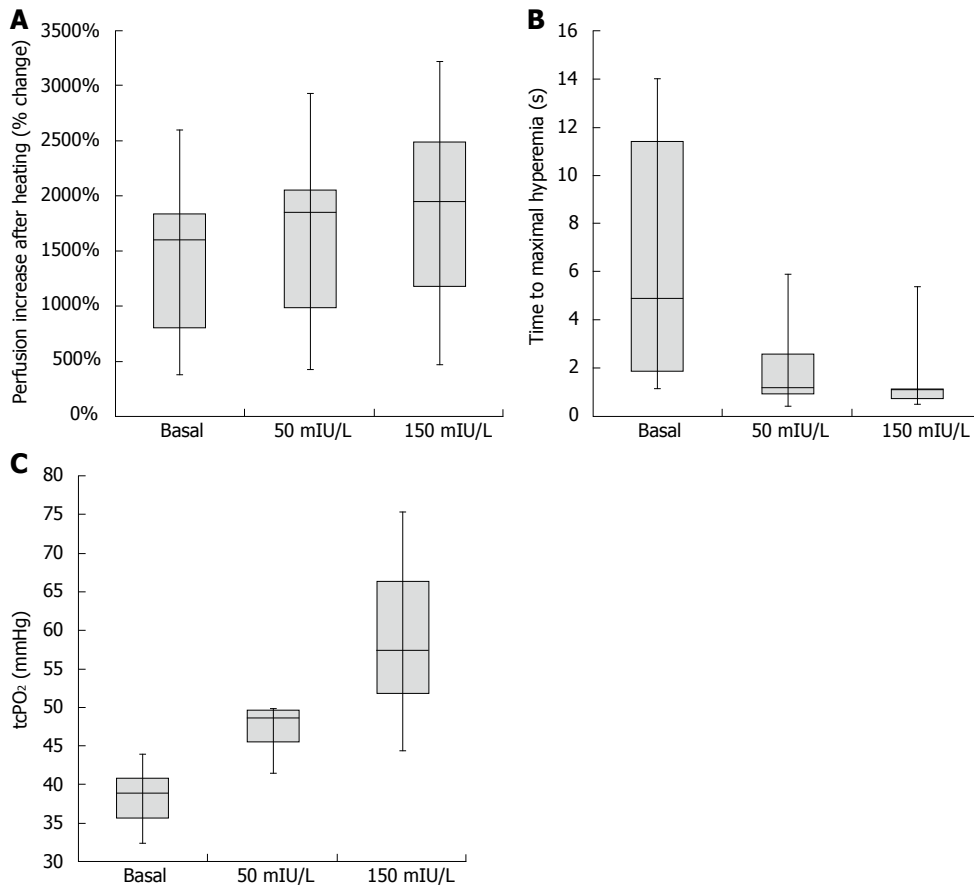 A
Perfusion increase after heating (% change)
3500%
3000%
2500%
2000%
1500%
1000%
500%
0%
Basal
50 mIU/L
150 mIU/L
B
Time to maximal hyperemia (s)
16
14
12
10
8
6
4
2
0
Basal
50 mIU/L
150 mIU/L
C
tcPO₂ (mmHg)
80
75
70
65
60
55
50
45
40
35
30
Basal
50 mIU/L
150 mIU/L